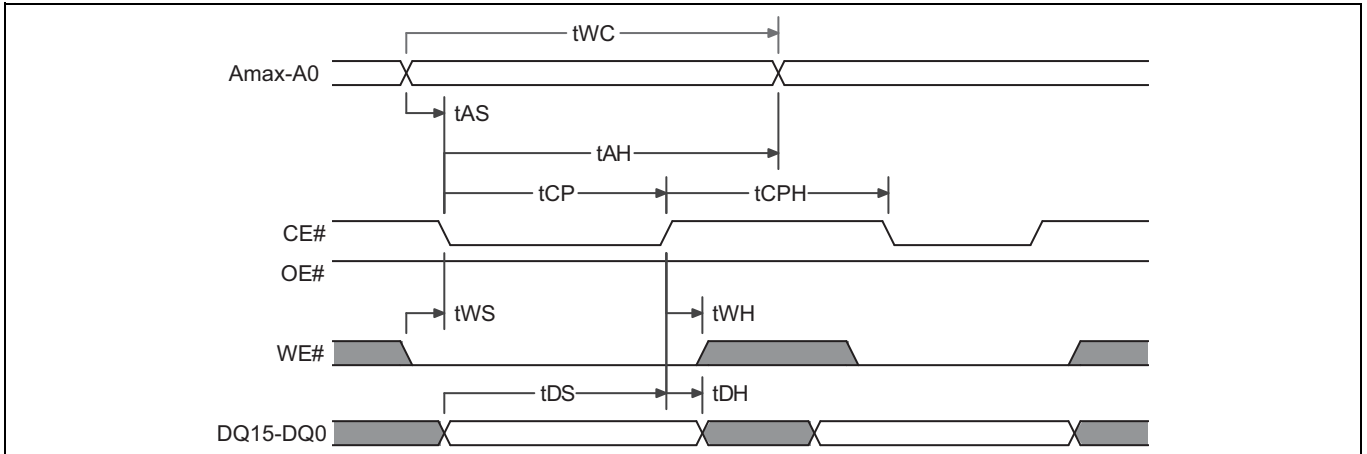 tWC
Amax-A0
tAS
tAH
tCP tCPH
CE#
OE#
tWS tWH
WE#
tDS tDH
DQ15-DQ0